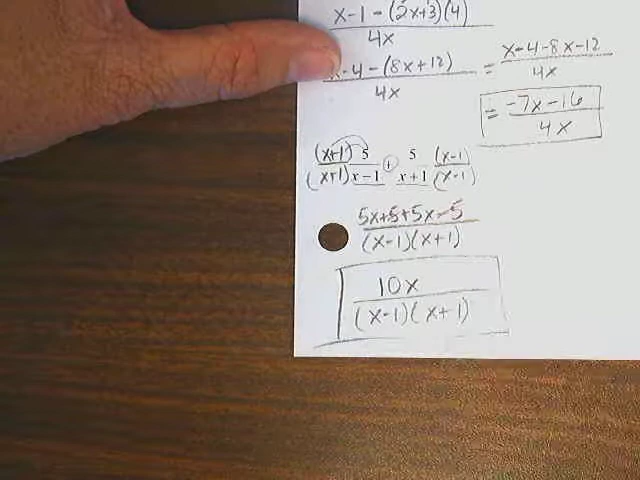 x-1-(2x+3)(4)
4x
x-4-(8x+12)
4x
= x-4-8x-12
4x
= -7x-16
4x
(x+1) 5 + 5 (x-1)
(x+1) x-1 x+1 (x-1)
5x+5+5x-5
(x-1)(x+1)
10x
(x-1)(x+1)